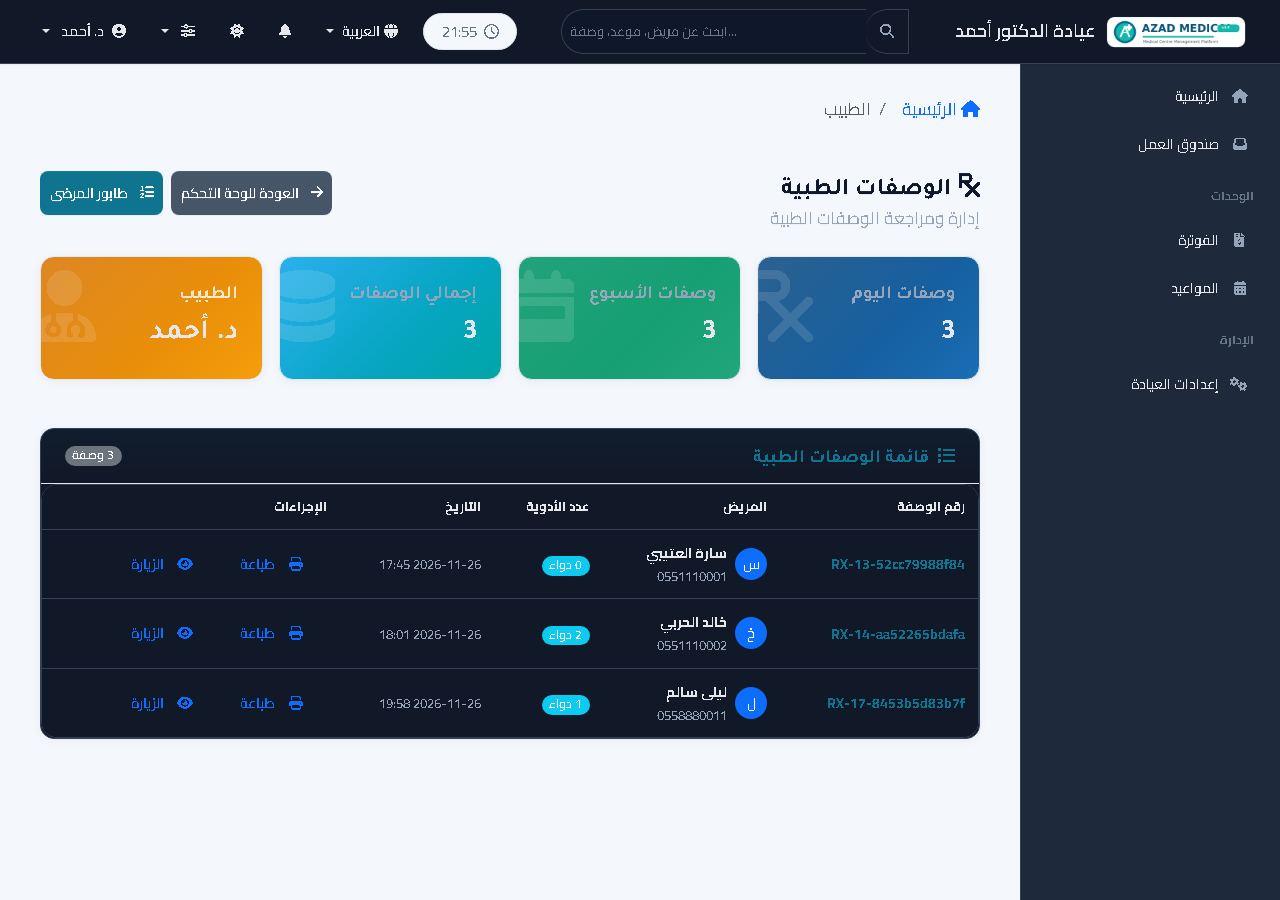 AZAD MEDIC
Medical Center Management Platform
عيادة الدكتور أحمد
ابحث عن مريض، موعد، وصفة...
21:55
العربية
د. أحمد
الرئيسية
صندوق العمل
الوحدات
الفوترة
المواعيد
الإدارة
إعدادات العيادة
الرئيسية / الطبيب
الوصفات الطبية
إدارة ومراجعة الوصفات الطبية
العودة للوحة التحكم
طابور المرضى
وصفات اليوم
3
وصفات الأسبوع
3
إجمالي الوصفات
3
الطبيب
د. أحمد
قائمة الوصفات الطبية
3 وصفة
رقم الوصفة المريض عدد الأدوية التاريخ الإجراءات
RX-13-52cc79988f84 س سارة العتيبي 0 دواء 2026-11-26 17:45 طباعة الزيارة
0551110001
RX-14-aa52265bdafa خ خالد الحربي 2 دواء 2026-11-26 18:01 طباعة الزيارة
0551110002
RX-17-8453b5d83b7f ل ليلى سالم 1 دواء 2026-11-26 19:58 طباعة الزيارة
0558880011